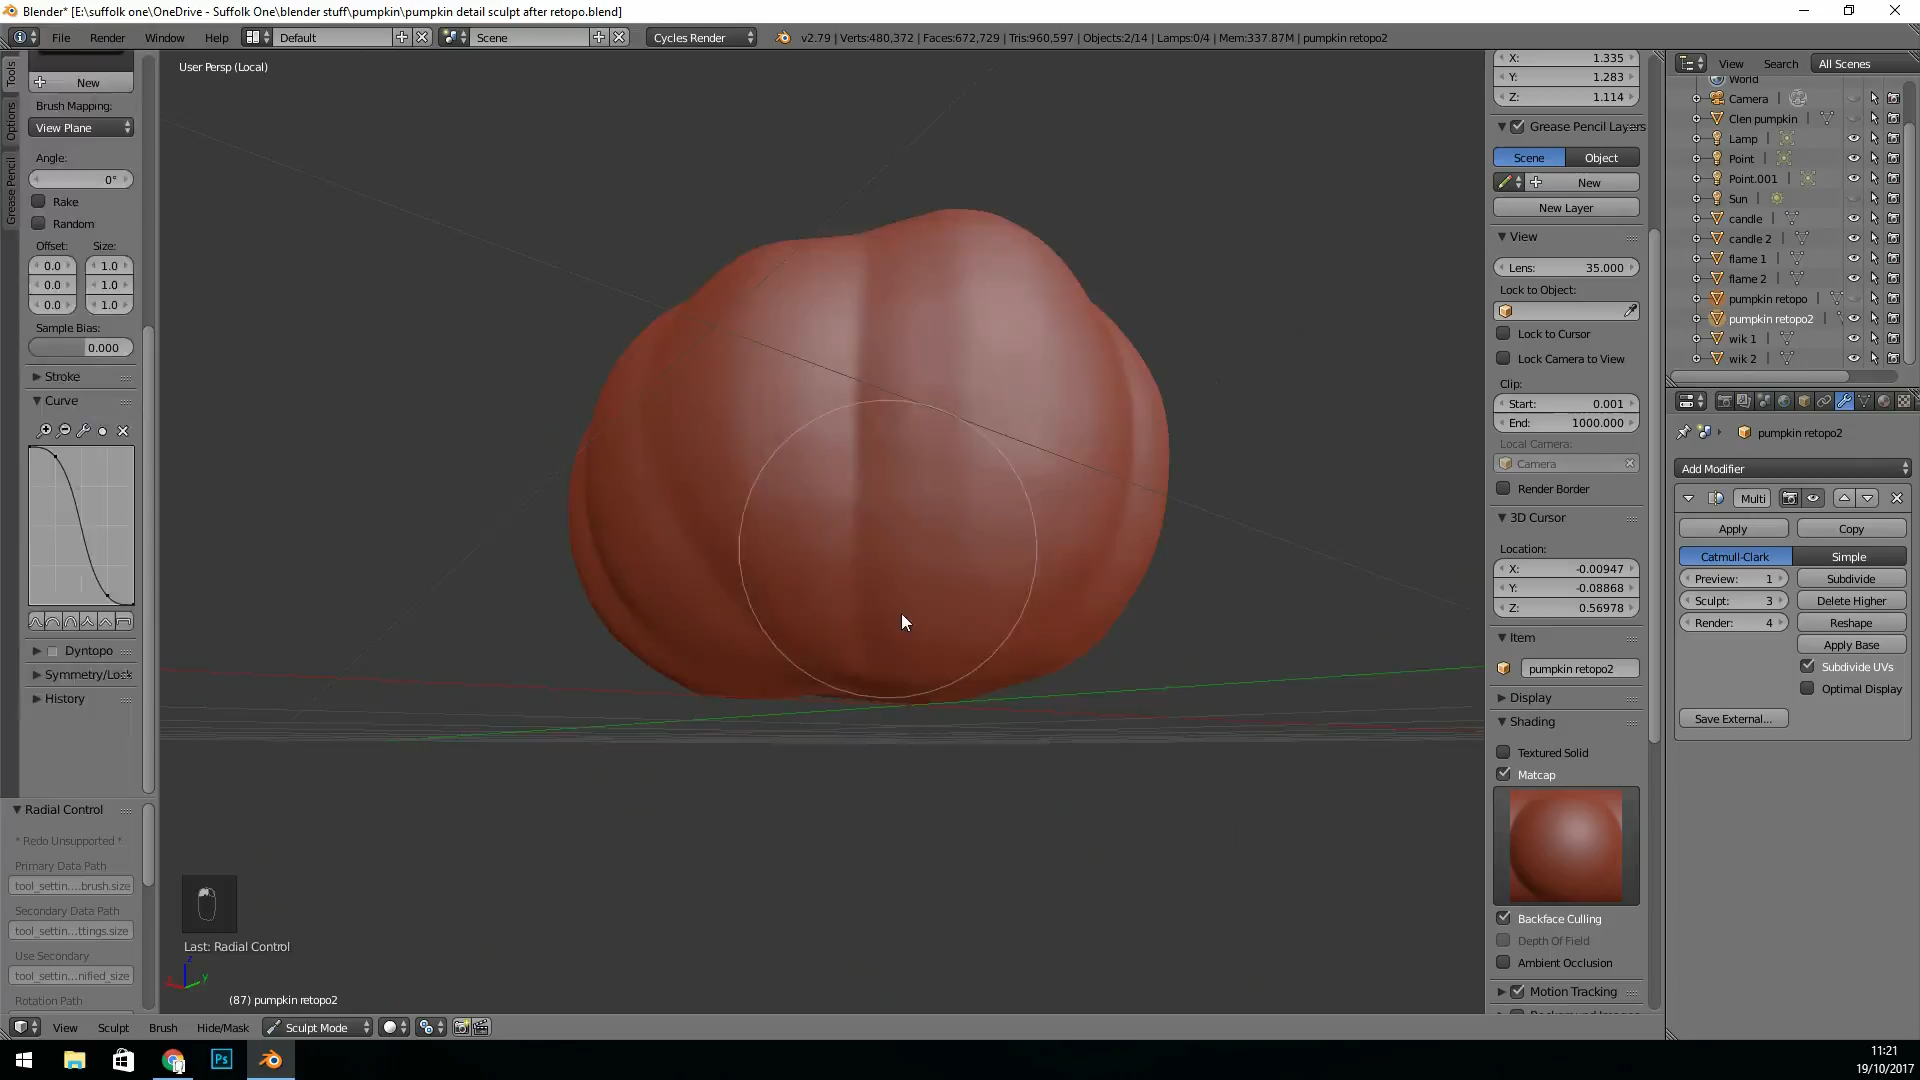 Blender* [E:\suffolk one\OneDrive - Suffolk One\blender stuff\pumpkin\pumpkin detail sculpt after retopo.blend]
File Render Window Help Default Scene Cycles Render v2.79 | Verts:480,372 | Faces:672,729 | Tris:960,597 | Objects:2/14 | Lamps:0/4 | Mem:337.87M | pumpkin retopo2
Tools
Options
Grease Pencil
New
Brush Mapping:
View Plane
Angle:
0°
Rake
Random
Offset: Size:
0.0 1.0
0.0 1.0
0.0 1.0
Sample Bias:
0.000
Stroke
Curve
Dyntopo
Symmetry/Lock
History
Radial Control
* Redo Unsupported *
Primary Data Path
tool_settin....brush.size
Secondary Data Path
tool_settin...ttings.size
Use Secondary
tool_settin...nified_size
Rotation Path
User Persp (Local)
Last: Radial Control
z
y
(87) pumpkin retopo2
View Sculpt Brush Hide/Mask Sculpt Mode
X: 1.335
Y: 1.283
Z: 1.114
Grease Pencil Layers
Scene Object
New
New Layer
View
Lens: 35.000
Lock to Object:
Lock to Cursor
Lock Camera to View
Clip:
Start: 0.001
End: 1000.000
Local Camera:
Camera
Render Border
3D Cursor
Location:
X: -0.00947
Y: -0.08868
Z: 0.56978
Item
pumpkin retopo2
Display
Shading
Textured Solid
Matcap
Backface Culling
Depth Of Field
Ambient Occlusion
Motion Tracking
View Search All Scenes
World
Camera
Clen pumpkin
Lamp
Point
Point.001
Sun
candle
candle 2
flame 1
flame 2
pumpkin retopo
pumpkin retopo2
wik 1
wik 2
pumpkin retopo2
Add Modifier
Multi
Apply Copy
Catmull-Clark Simple
Preview: 1 Subdivide
Sculpt: 3 Delete Higher
Render: 4 Reshape
Apply Base
Subdivide UVs
Optimal Display
Save External...
Ps
11:21
19/10/2017